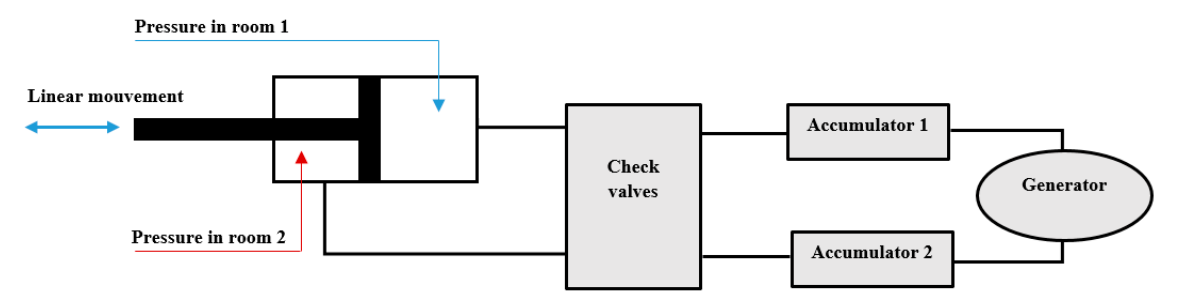 Pressure in room 1
Linear mouvement
Check
valves
Accumulator 1
Generator
Pressure in room 2
Accumulator 2